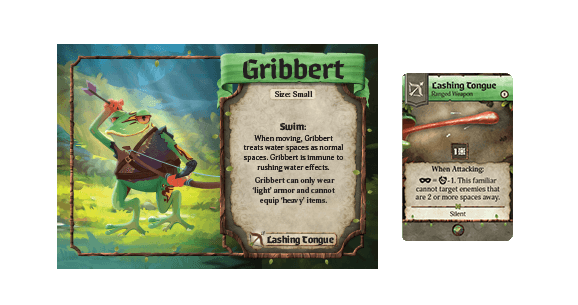 Gribbert
Size: Small
Swim:
When moving, Gribbert
treats water spaces as normal
spaces. Gribbert is immune to
rushing water effects.
Gribbert can only wear
'light' armor and cannot
equip 'heavy' items.
Lashing Tongue
Lashing Tongue
Ranged Weapon
1
When Attacking:
= -1. This familiar
cannot target enemies that
are 2 or more spaces away.
Silent